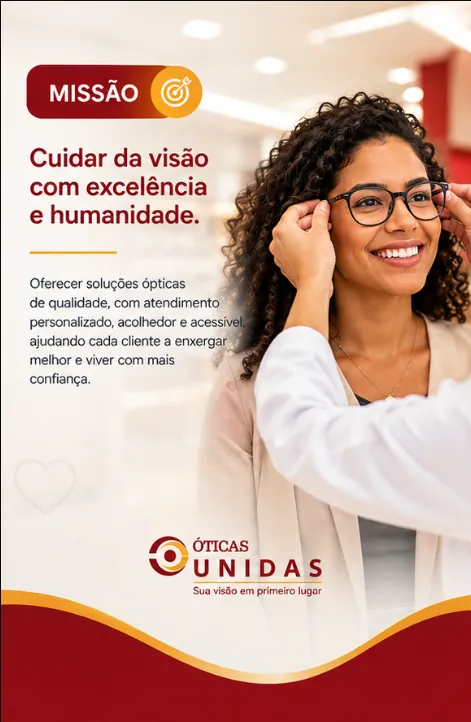 MISSÃO
Cuidar da visão
com excelência
e humanidade.
Oferecer soluções ópticas
de qualidade, com atendimento
personalizado, acolhedor e acessível,
ajudando cada cliente a enxergar
melhor e viver com mais
confiança.
ÓTICAS
UNIDAS
Sua visão em primeiro lugar